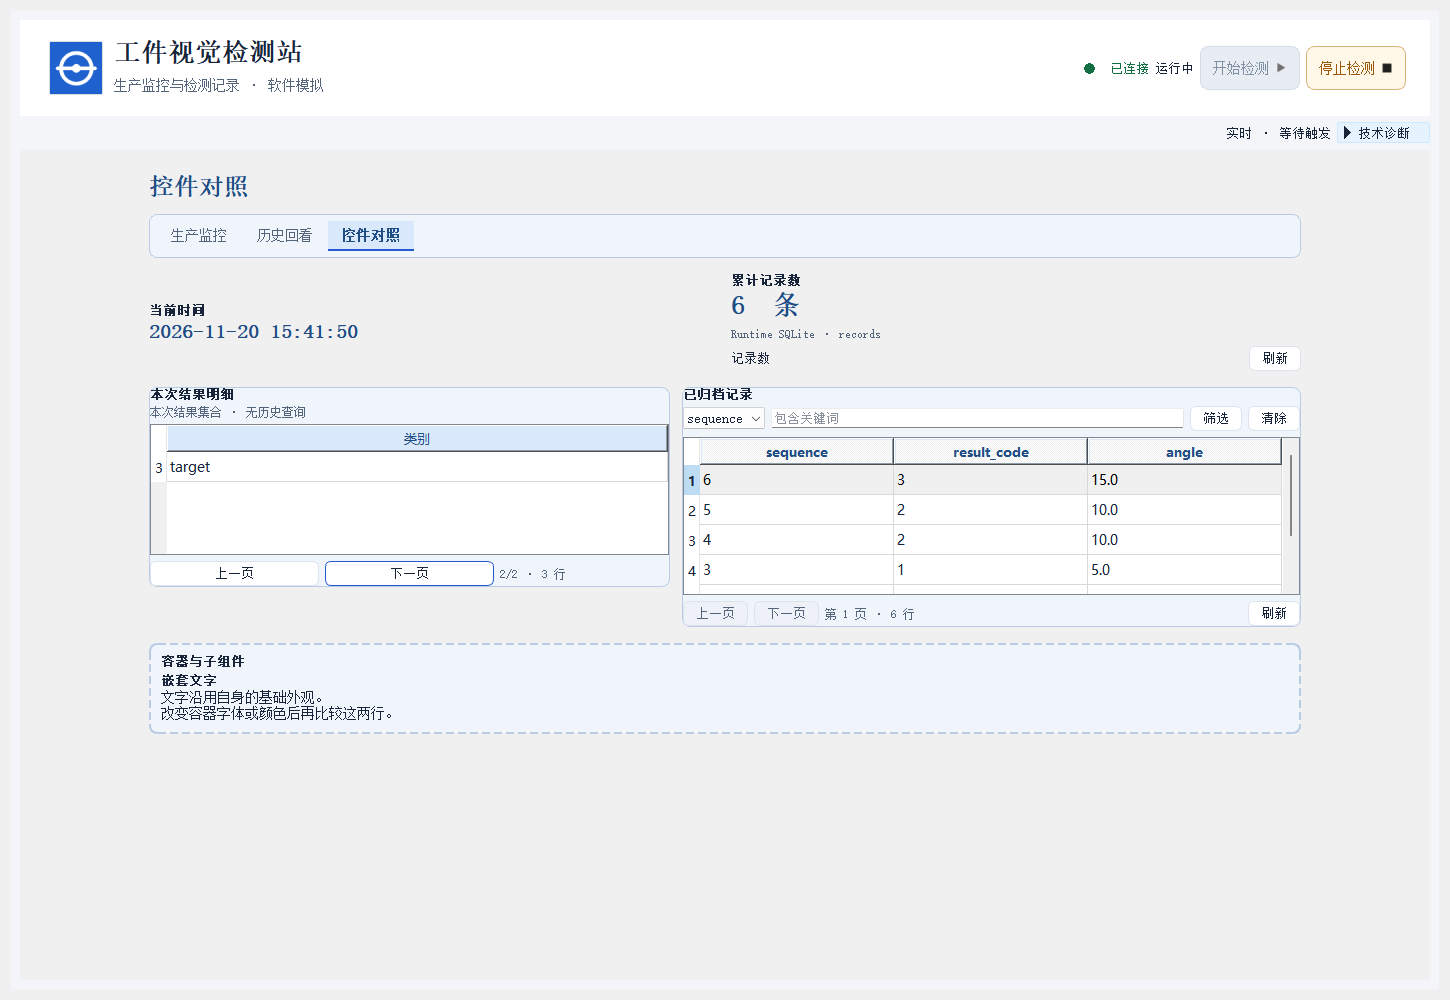 工件视觉检测站
生产监控与检测记录 · 软件模拟
已连接 运行中 开始检测 停止检测
实时 · 等待触发 技术诊断
控件对照
生产监控 历史回看 控件对照
当前时间
2026-11-20 15:41:50
累计记录数
6 条
Runtime SQLite · records
记录数 刷新
本次结果明细
本次结果集合 · 无历史查询
类别
3 target
上一页 下一页 2/2 · 3 行
已归档记录
sequence 包含关键词 筛选 清除
sequence result_code angle
1 6 3 15.0
2 5 2 10.0
3 4 2 10.0
4 3 1 5.0
上一页 下一页 第 1 页 · 6 行 刷新
容器与子组件
嵌套文字
文字沿用自身的基础外观。
改变容器字体或颜色后再比较这两行。